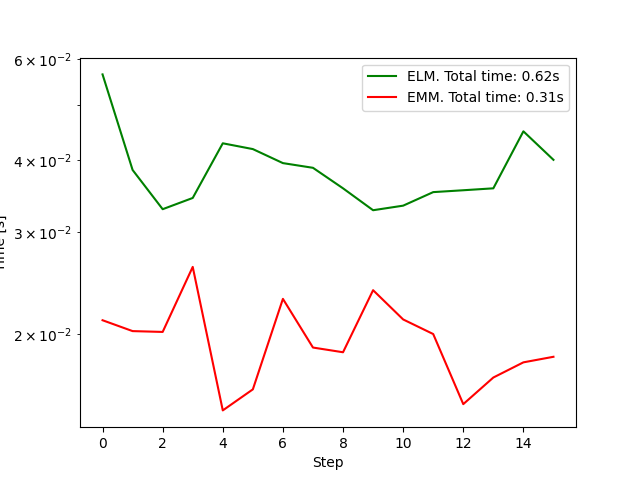 6 × 10⁻²
4 × 10⁻²
3 × 10⁻²
2 × 10⁻²
Time [s]
ELM. Total time: 0.62s
EMM. Total time: 0.31s
0 2 4 6 8 10 12 14
Step